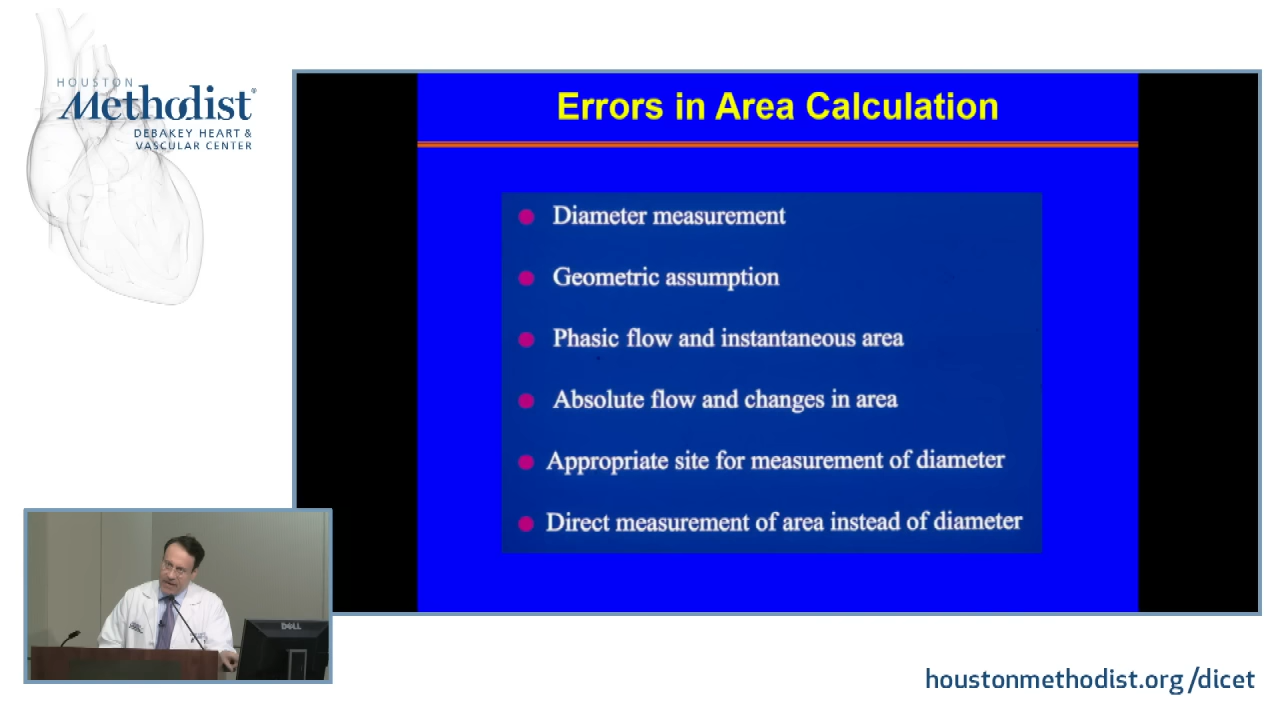 HOUSTON
Methodist®
DEBAKEY HEART &
VASCULAR CENTER
Errors in Area Calculation
Diameter measurement
Geometric assumption
Phasic flow and instantaneous area
Absolute flow and changes in area
Appropriate site for measurement of diameter
Direct measurement of area instead of diameter
DELL
houstonmethodist.org/dicet